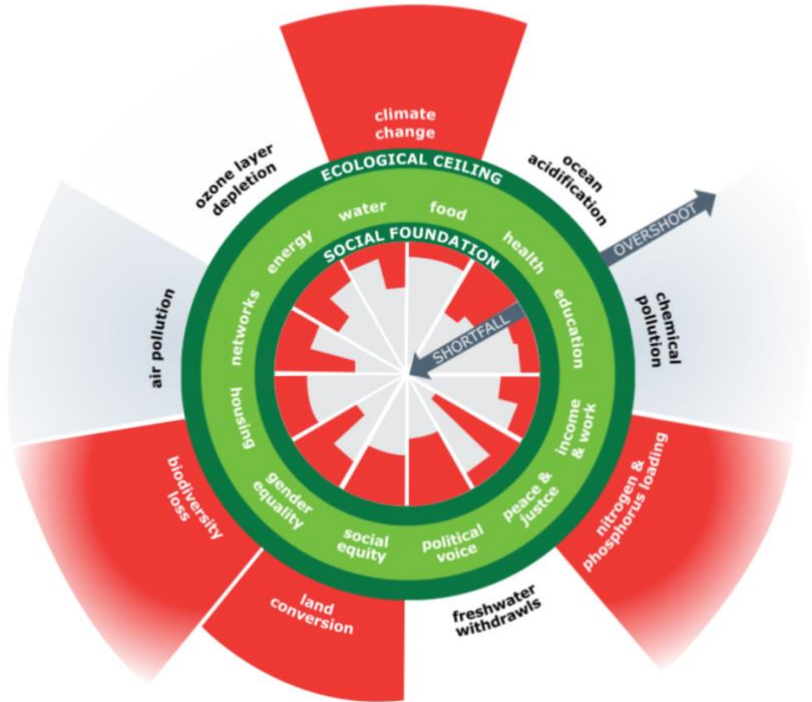 climate
change
ECOLOGICAL CEILING
ozone layer
depletion
ocean
acidification
OVERSHOOT
water
food
energy
SOCIAL FOUNDATION
health
networks
education
SHORTFALL
air pollution
chemical
pollution
housing
income
& work
gender
equality
social
equity
political
voice
peace &
justce
biodiversity
loss
nitrogen &
phosphorus loading
land
conversion
freshwater
withdrawls